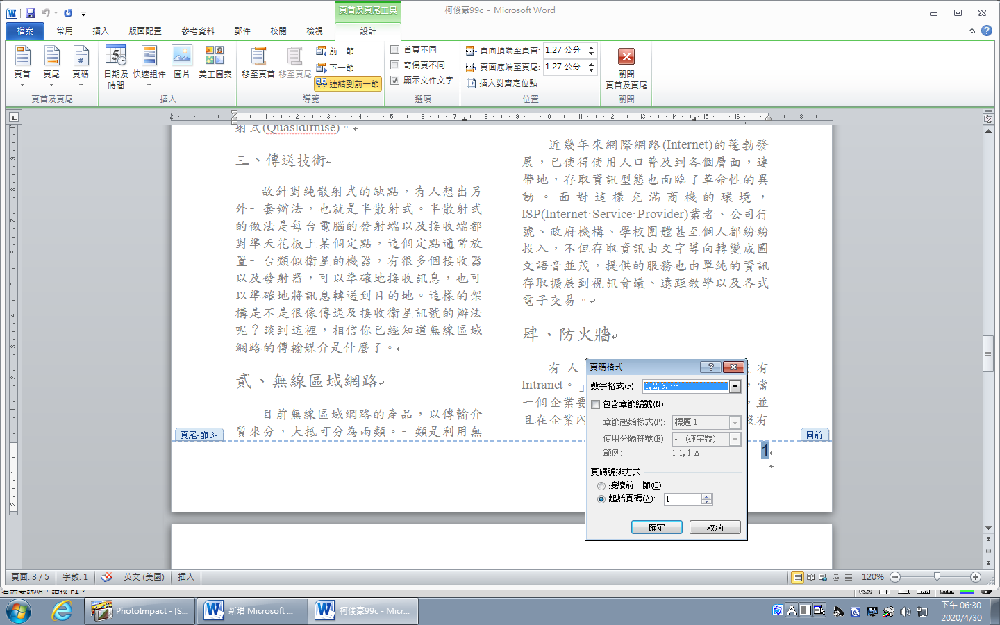 頁首及頁尾工具
柯俊豪99c - Microsoft Word
檔案 常用 插入 版面配置 參考資料 郵件 校閱 檢視 設計
頁首 頁尾 頁碼
頁首及頁尾
日期及時間 快速組件 圖片 美工圖案
插入
移至頁首 移至頁尾
前一節
下一節
連結到前一節
導覽
首頁不同
奇偶頁不同
顯示文件文字
選項
頁面頂端至頁首: 1.27 公分
頁面底端至頁尾: 1.27 公分
插入對齊定位點
位置
關閉
頁首及頁尾
關閉
射式(Quasidiffuse)。
三、傳送技術
故針對純散射式的缺點，有人想出另
外一套辦法，也就是半散射式。半散射式
的做法是每台電腦的發射端以及接收端都
對準天花板上某個定點，這個定點通常放
置一台類似衛星的機器，有很多個接收器
以及發射器，可以準確地接收訊息，也可
以準確地將訊息轉送到目的地。這樣的架
構是不是很像傳送及接收衛星訊號的辦法
呢？談到這裡，相信你已經知道無線區域
網路的傳輸媒介是什麼了。
貳、無線區域網路
目前無線區域網路的產品，以傳輸介
質來分，大抵可分為兩類。一類是利用無
頁尾-節 3-
近幾年來網際網路(Internet)的蓬勃發
展，已使得使用人口普及到各個層面，連
帶地，存取資訊型態也面臨了革命性的異
動。面對這樣充滿商機的環境，
ISP(Internet·Service·Provider)業者、公司行
號、政府機構、學校團體甚至個人都紛紛
投入，不但存取資訊由文字導向轉變成圖
文語音並茂，提供的服務也由單純的資訊
存取擴展到視訊會議、遠距教學以及各式
電子交易。
肆、防火牆
有人
有
Intranet。」
，當
一個企業要
，並
且在企業內
沒有
同前
1
頁碼格式
數字格式(F): 1, 2, 3, …
包含章節編號(N)
章節起始樣式(P): 標題 1
使用分隔符號(E): - (連字號)
範例: 1-1, 1-A
頁碼編排方式
接續前一節(C)
起始頁碼(A): 1
確定 取消
頁面: 3 / 5 字數: 1 英文 (美國) 插入 120%
若需要說明，請按 F1。
PhotoImpact - [S...
新增 Microsoft ...
柯俊豪99c - Micr...
下午 06:30
2020/4/30